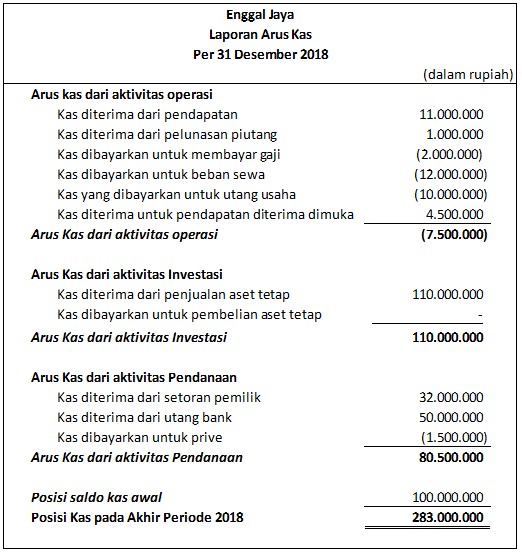 Enggal Jaya
Laporan Arus Kas
Per 31 Desember 2018
(dalam rupiah)
Arus kas dari aktivitas operasi
Kas diterima dari pendapatan 11.000.000
Kas diterima dari pelunasan piutang 1.000.000
Kas dibayarkan untuk membayar gaji (2.000.000)
Kas dibayarkan untuk beban sewa (12.000.000)
Kas yang dibayarkan untuk utang usaha (10.000.000)
Kas diterima untuk pendapatan diterima dimuka 4.500.000
Arus Kas dari aktivitas operasi (7.500.000)
Arus Kas dari aktivitas Investasi
Kas diterima dari penjualan aset tetap 110.000.000
Kas dibayarkan untuk pembelian aset tetap -
Arus Kas dari aktivitas Investasi 110.000.000
Arus Kas dari aktivitas Pendanaan
Kas diterima dari setoran pemilik 32.000.000
Kas diterima dari utang bank 50.000.000
Kas dibayarkan untuk prive (1.500.000)
Arus Kas dari aktivitas Pendanaan 80.500.000
Posisi saldo kas awal 100.000.000
Posisi Kas pada Akhir Periode 2018 283.000.000